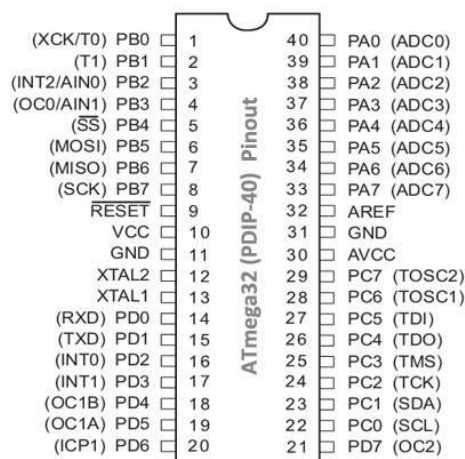 (XCK/T0) PB0 1 40 PA0 (ADC0)
(T1) PB1 2 39 PA1 (ADC1)
(INT2/AIN0) PB2 3 38 PA2 (ADC2)
(OC0/AIN1) PB3 4 37 PA3 (ADC3)
(SS) PB4 5 36 PA4 (ADC4)
(MOSI) PB5 6 35 PA5 (ADC5)
(MISO) PB6 7 34 PA6 (ADC6)
(SCK) PB7 8 33 PA7 (ADC7)
RESET 9 32 AREF
VCC 10 31 GND
GND 11 30 AVCC
XTAL2 12 29 PC7 (TOSC2)
XTAL1 13 28 PC6 (TOSC1)
(RXD) PD0 14 27 PC5 (TDI)
(TXD) PD1 15 26 PC4 (TDO)
(INT0) PD2 16 25 PC3 (TMS)
(INT1) PD3 17 24 PC2 (TCK)
(OC1B) PD4 18 23 PC1 (SDA)
(OC1A) PD5 19 22 PC0 (SCL)
(ICP1) PD6 20 21 PD7 (OC2)
ATmega32 (PDIP-40) Pinout